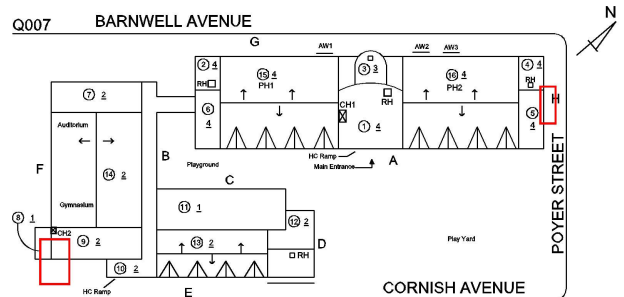 Q007 BARNWELL AVENUE
N
G
AW1 AW2 AW3
2 4 3 3 4 4
RH 15 4 16 4 RH
PH1 RH PH2
H
7 2 6 CH1 5
4 1 4 4
Auditorium
HC Ramp A
Main Entrance
B Playground
F
14 2 C
POYER STREET
Gymnasium
8 1 11 1
12 2
CH2
9 2 13 2 D Play Yard
RH
10 2
HC Ramp E CORNISH AVENUE